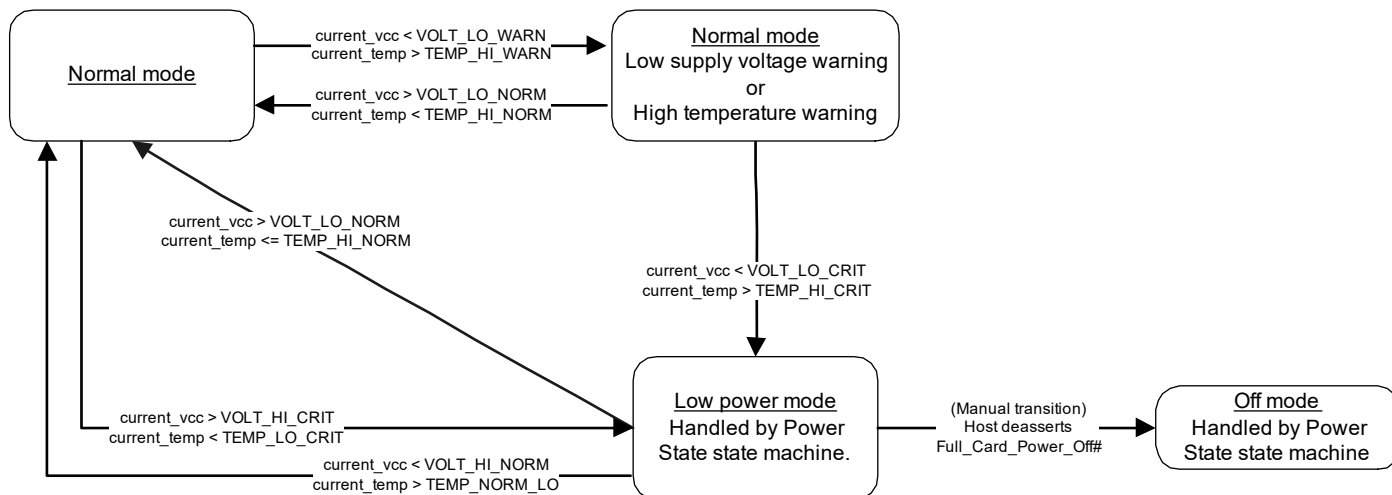 Normal mode
current_vcc < VOLT_LO_WARN
current_temp > TEMP_HI_WARN
current_vcc > VOLT_LO_NORM
current_temp < TEMP_HI_NORM
Normal mode
Low supply voltage warning
or
High temperature warning
current_vcc > VOLT_LO_NORM
current_temp <= TEMP_HI_NORM
current_vcc < VOLT_LO_CRIT
current_temp > TEMP_HI_CRIT
current_vcc > VOLT_HI_CRIT
current_temp < TEMP_LO_CRIT
current_vcc < VOLT_HI_NORM
current_temp > TEMP_NORM_LO
Low power mode
Handled by Power
State state machine.
(Manual transition)
Host deasserts
Full_Card_Power_Off#
Off mode
Handled by Power
State state machine